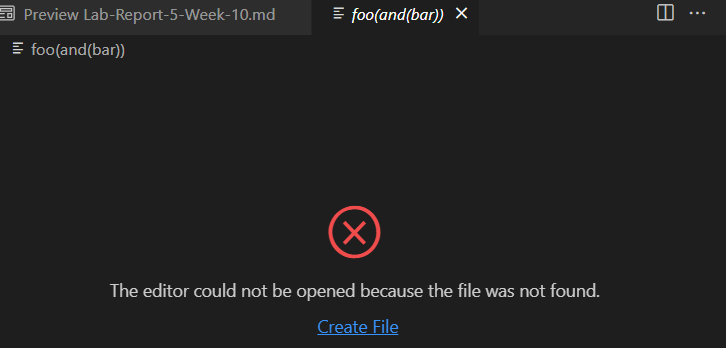 Preview Lab-Report-5-Week-10.md
foo(and(bar))
foo(and(bar))
The editor could not be opened because the file was not found.
Create File